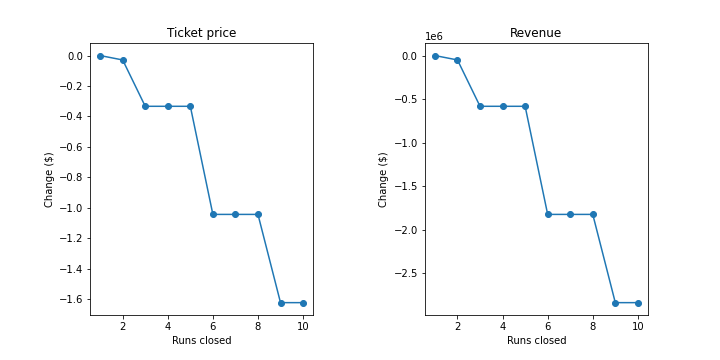 Ticket price
0.0
−0.2
−0.4
−0.6
−0.8
−1.0
−1.2
−1.4
−1.6
Change ($)
2 4 6 8 10
Runs closed
Revenue
1e6
0.0
−0.5
−1.0
−1.5
−2.0
−2.5
Change ($)
2 4 6 8 10
Runs closed